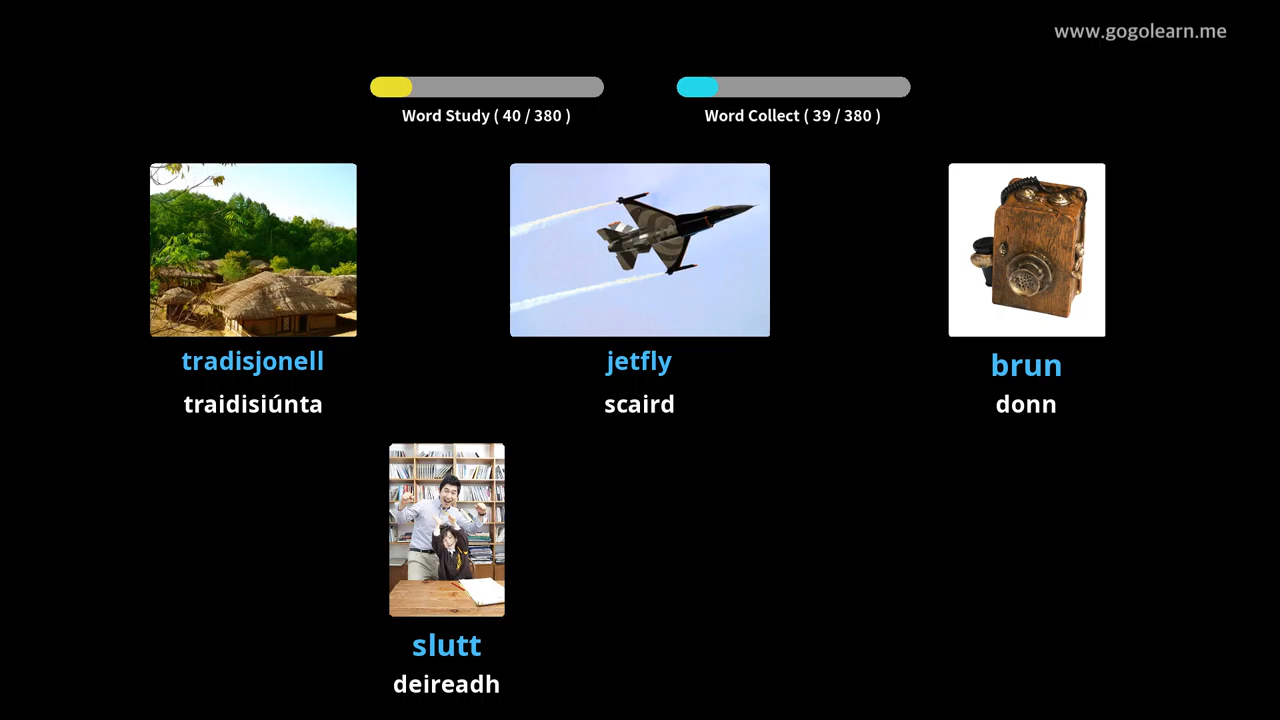 www.gogolearn.me
Word Study ( 40 / 380 )
Word Collect ( 39 / 380 )
tradisjonell
traidisiúnta
jetfly
scaird
brun
donn
slutt
deireadh